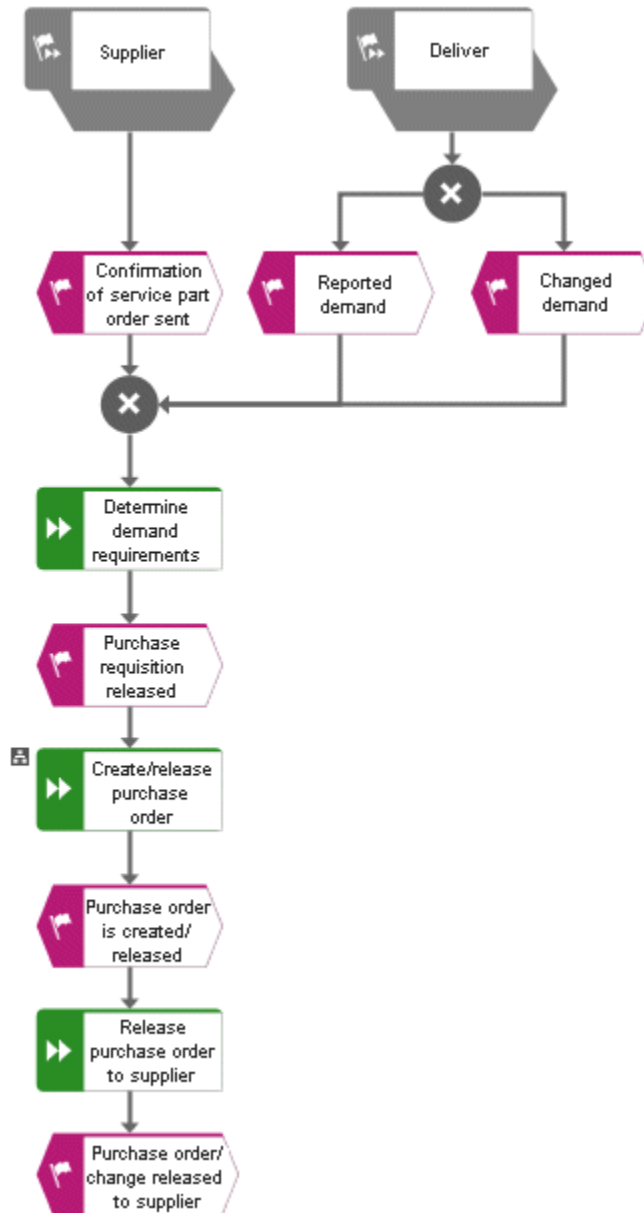 Supplier
Deliver
Confirmation
of service part
order sent
Reported
demand
Changed
demand
Determine
demand
requirements
Purchase
requisition
released
Create/release
purchase
order
Purchase order
is created/
released
Release
purchase order
to supplier
Purchase order/
change released
to supplier